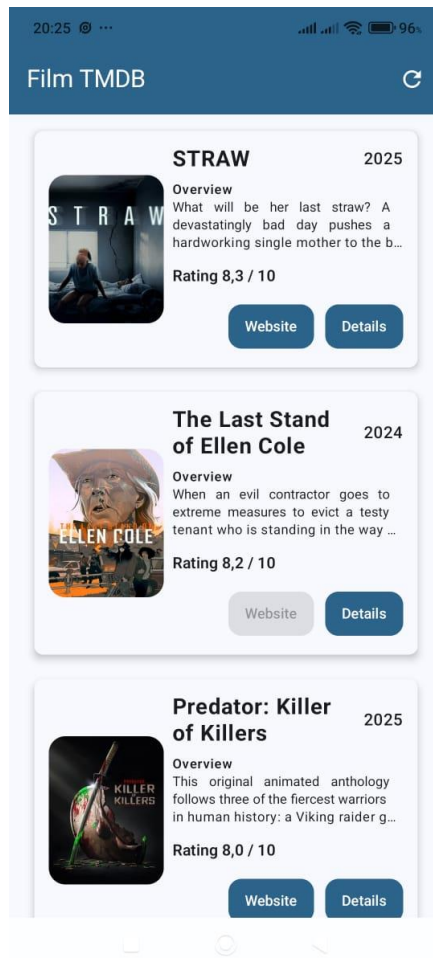 20:25 ...
96%
Film TMDB
STRAW
2025
Overview
What will be her last straw? A
devastatingly bad day pushes a
hardworking single mother to the b...
Rating 8,3 / 10
Website
Details
STRAW
The Last Stand
of Ellen Cole
2024
Overview
When an evil contractor goes to
extreme measures to evict a testy
tenant who is standing in the way ...
Rating 8,2 / 10
Website
Details
ELLEN COLE
Predator: Killer
of Killers
2025
Overview
This original animated anthology
follows three of the fiercest warriors
in human history: a Viking raider g...
Rating 8,0 / 10
Website
Details
KILLER
OF
KILLERS